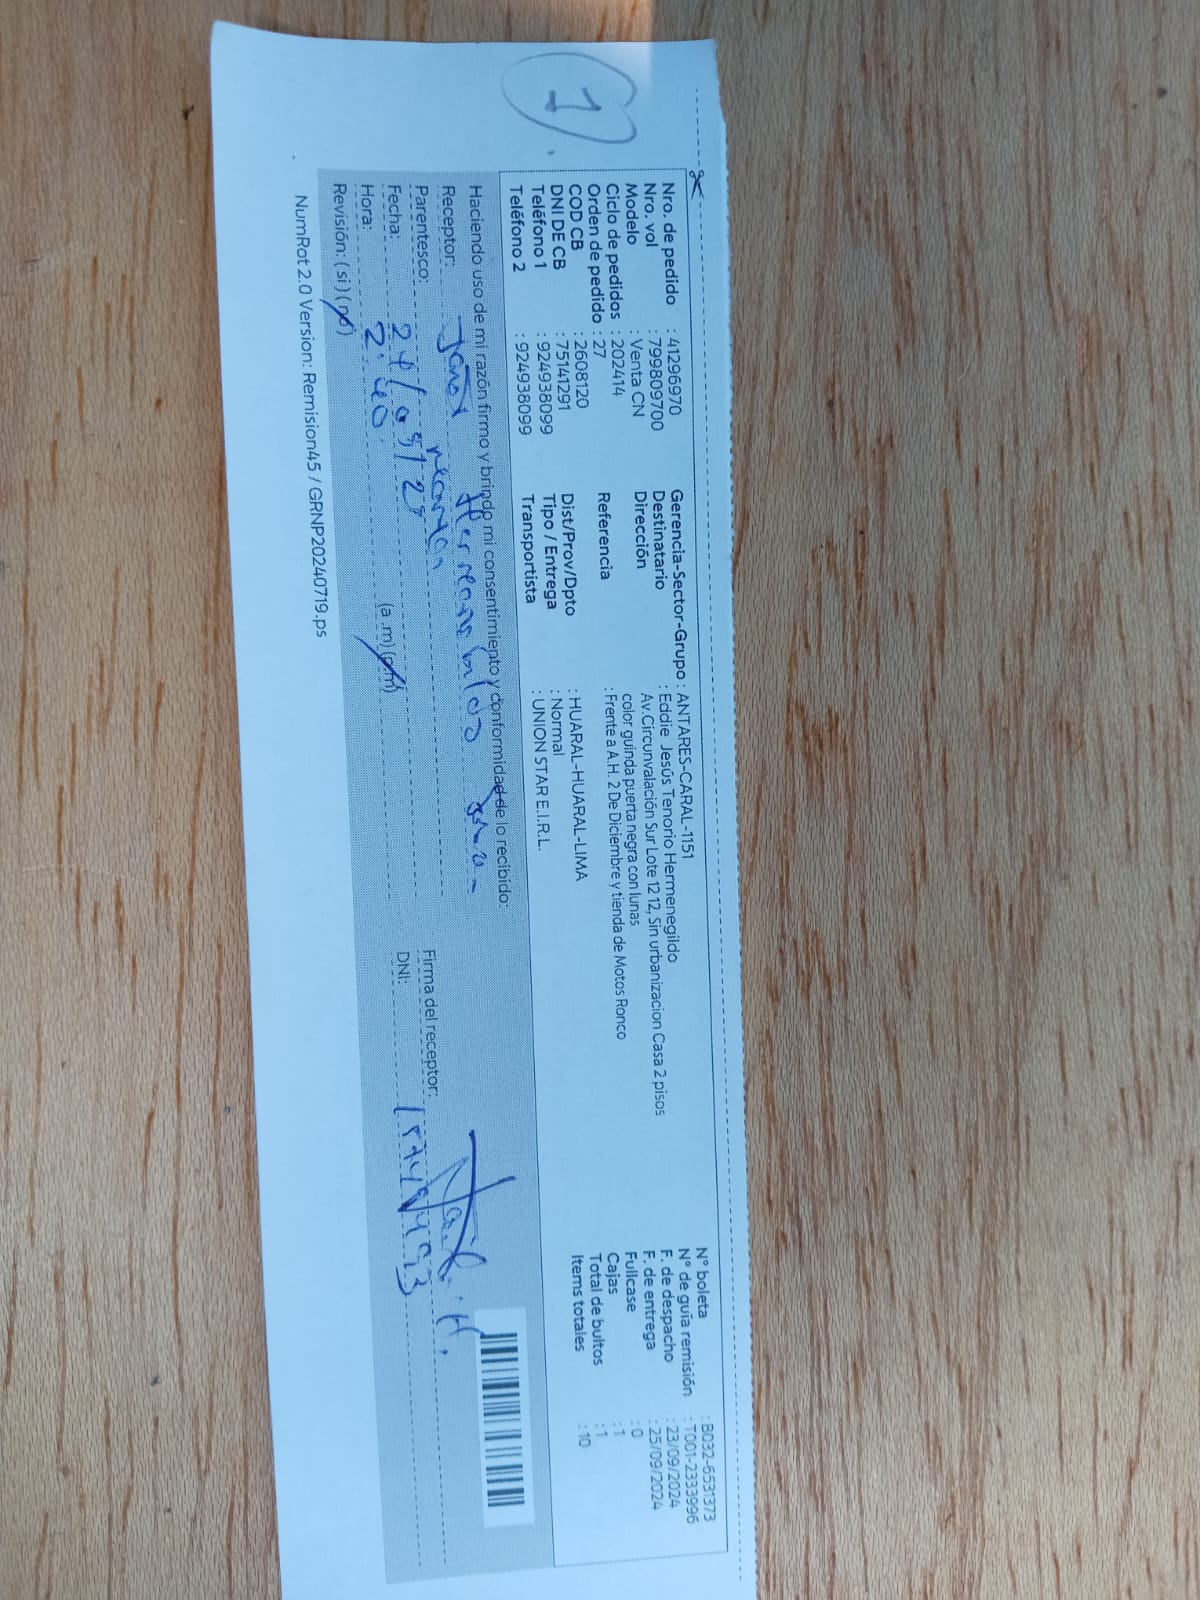 1
Nro. de pedido : 41296970
Nro. vol : 799809700
Modelo : Venta CN
Ciclo de pedidos : 202414
Orden de pedido : 27
COD CB : 2608120
DNI DE CB : 75141291
Teléfono 1 : 924938099
Teléfono 2 : 924938099
Gerencia-Sector-Grupo : ANTARES-CARAL-1151
Destinatario : Eddie Jesús Tenorio Hermenegildo
Dirección Av.Circunvalación Sur Lote 12 12, Sin urbanizacion Casa 2 pisos
color guinda puerta negra con lunas
Referencia : Frente a A.H. 2 De Diciembre y tienda de Motos Ronco
Dist/Prov/Dpto : HUARAL-HUARAL-LIMA
Tipo / Entrega : Normal
Transportista : UNION STAR E.I.R.L.
N° boleta : B032-6531373
N° de guía remisión : T001-2333996
F. de despacho : 23/09/2024
F. de entrega : 25/09/2024
Fullcase : 0
Cajas : 1
Total de bultos : 1
Items totales : 10
Haciendo uso de mi razón firmo y brindo mi consentimiento y conformidad de lo recibido:
Receptor:
Parentesco:
Fecha:
Hora: 2:40 (a.m)(p.m)
Revisión: ( si ) ( no )
Firma del receptor:
DNI:
NumRot 2.0 Version: Remision45 / GRNP20240719.ps